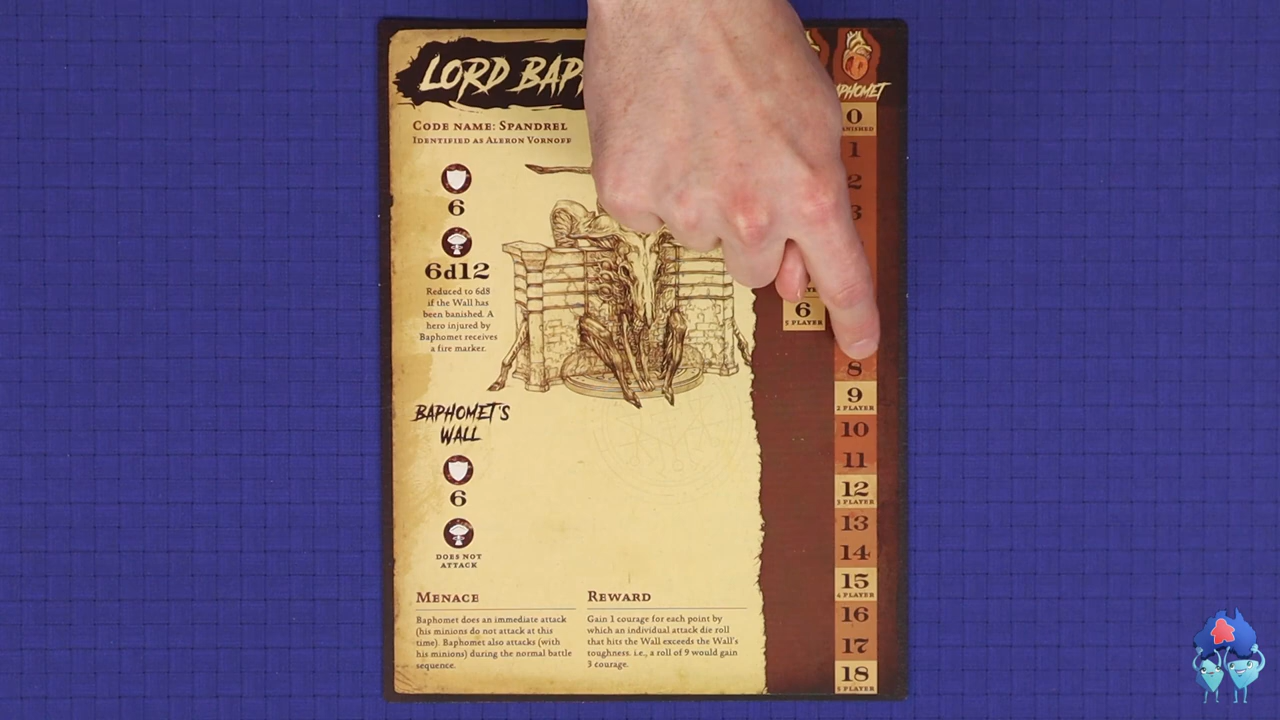 LORD BAP
CODE NAME: SPANDREL
IDENTIFIED AS ALERON VORNOFF
6
6d12
Reduced to 6d8
if the Wall has
been banished. A
hero injured by
Baphomet receives
a fire marker.
BAPHOMET'S
WALL
6
DOES NOT
ATTACK
MENACE
Baphomet does an immediate attack
(his minions do not attack at this
time). Baphomet also attacks (with
his minions) during the normal battle
sequence.
REWARD
Gain 1 courage for each point by
which an individual attack die roll
that hits the Wall exceeds the Wall's
toughness. i.e., a roll of 9 would gain
3 courage.
6
5 PLAYER
APHOMET
0
ANISHED
1
2
3
8
9
2 PLAYER
10
11
12
3 PLAYER
13
14
15
4 PLAYER
16
17
18
5 PLAYER